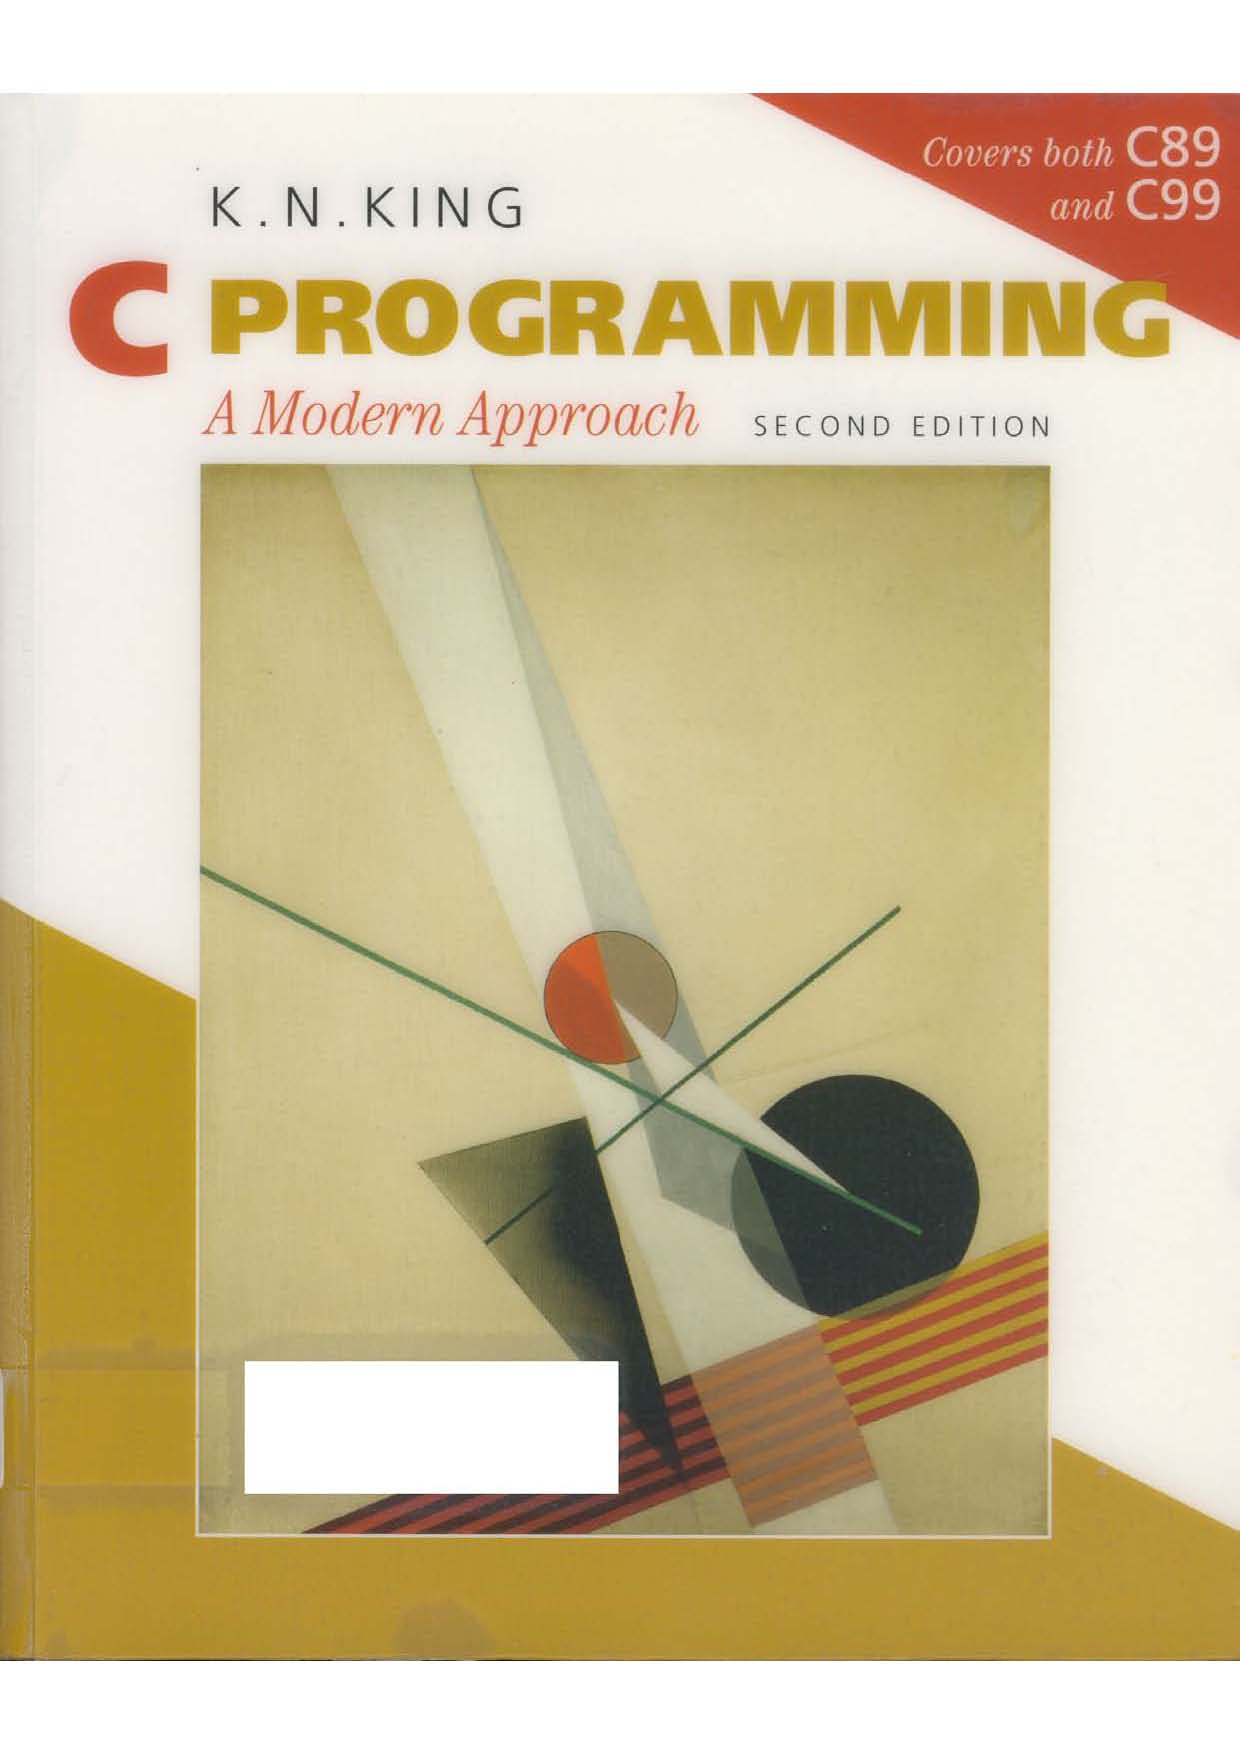 Covers both C89
and C99
K.N.KING
C PROGRAMMING
A Modern Approach SECOND EDITION